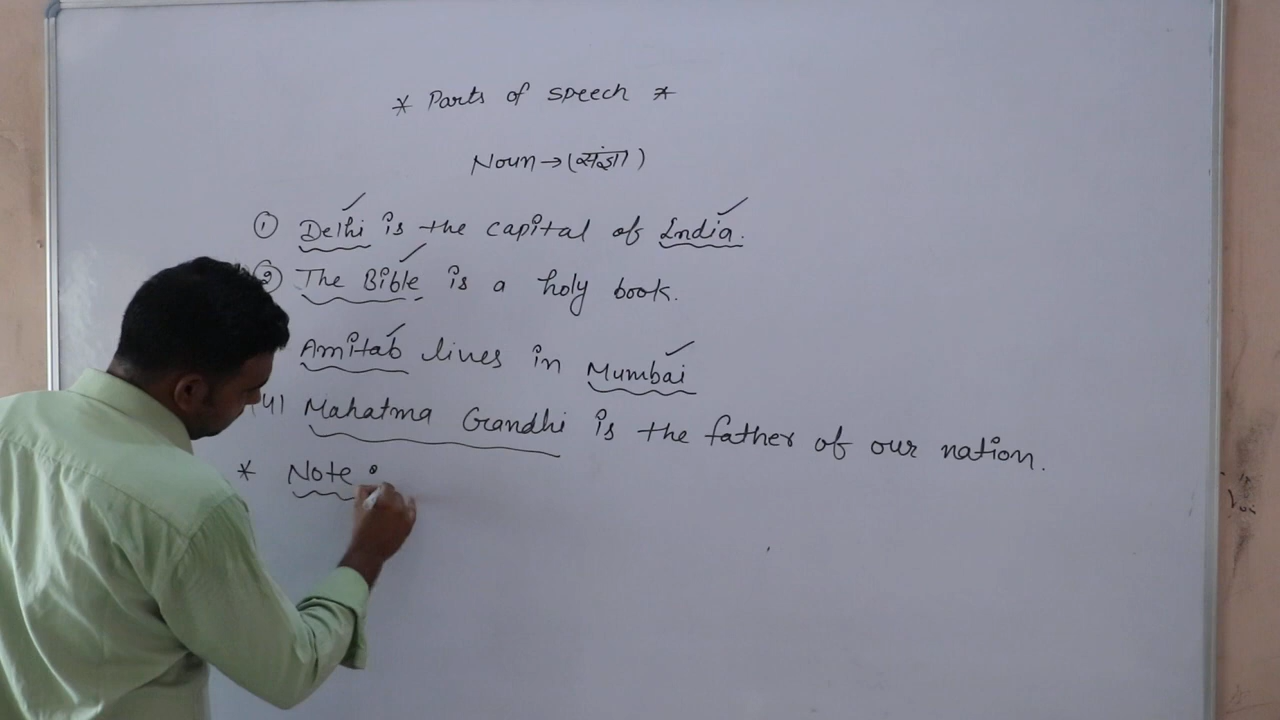 * Parts of speech *
Noun → (संज्ञा)
① Delhi is the capital of India.
② The Bible is a holy book.
Amitab lives in Mumbai
(4) Mahatma Gandhi is the father of our nation.
* Note